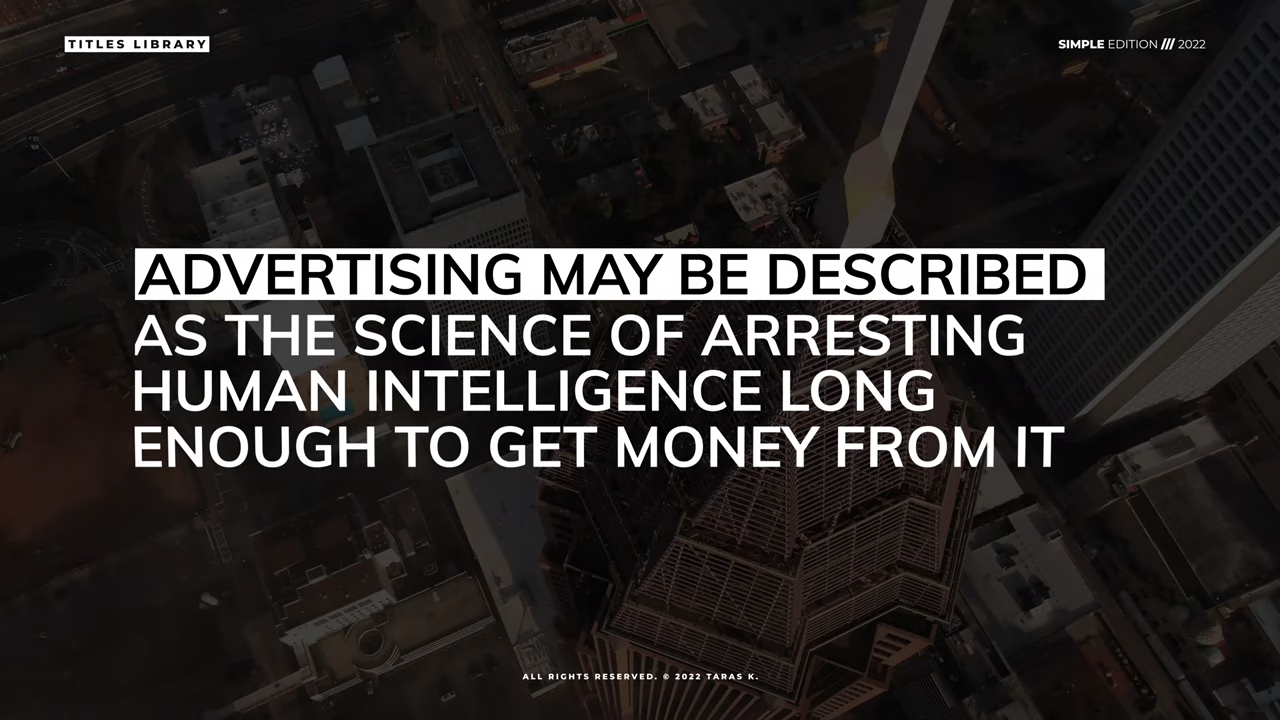 TITLES LIBRARY
SIMPLE EDITION /// 2022
ADVERTISING MAY BE DESCRIBED
AS THE SCIENCE OF ARRESTING
HUMAN INTELLIGENCE LONG
ENOUGH TO GET MONEY FROM IT
ALL RIGHTS RESERVED. © 2022 TARAS K.